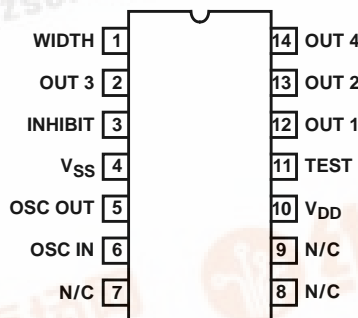 WIDTH 1 14 OUT 4
OUT 3 2 13 OUT 2
INHIBIT 3 12 OUT 1
VSS 4 11 TEST
OSC OUT 5 10 VDD
OSC IN 6 9 N/C
N/C 7 8 N/C